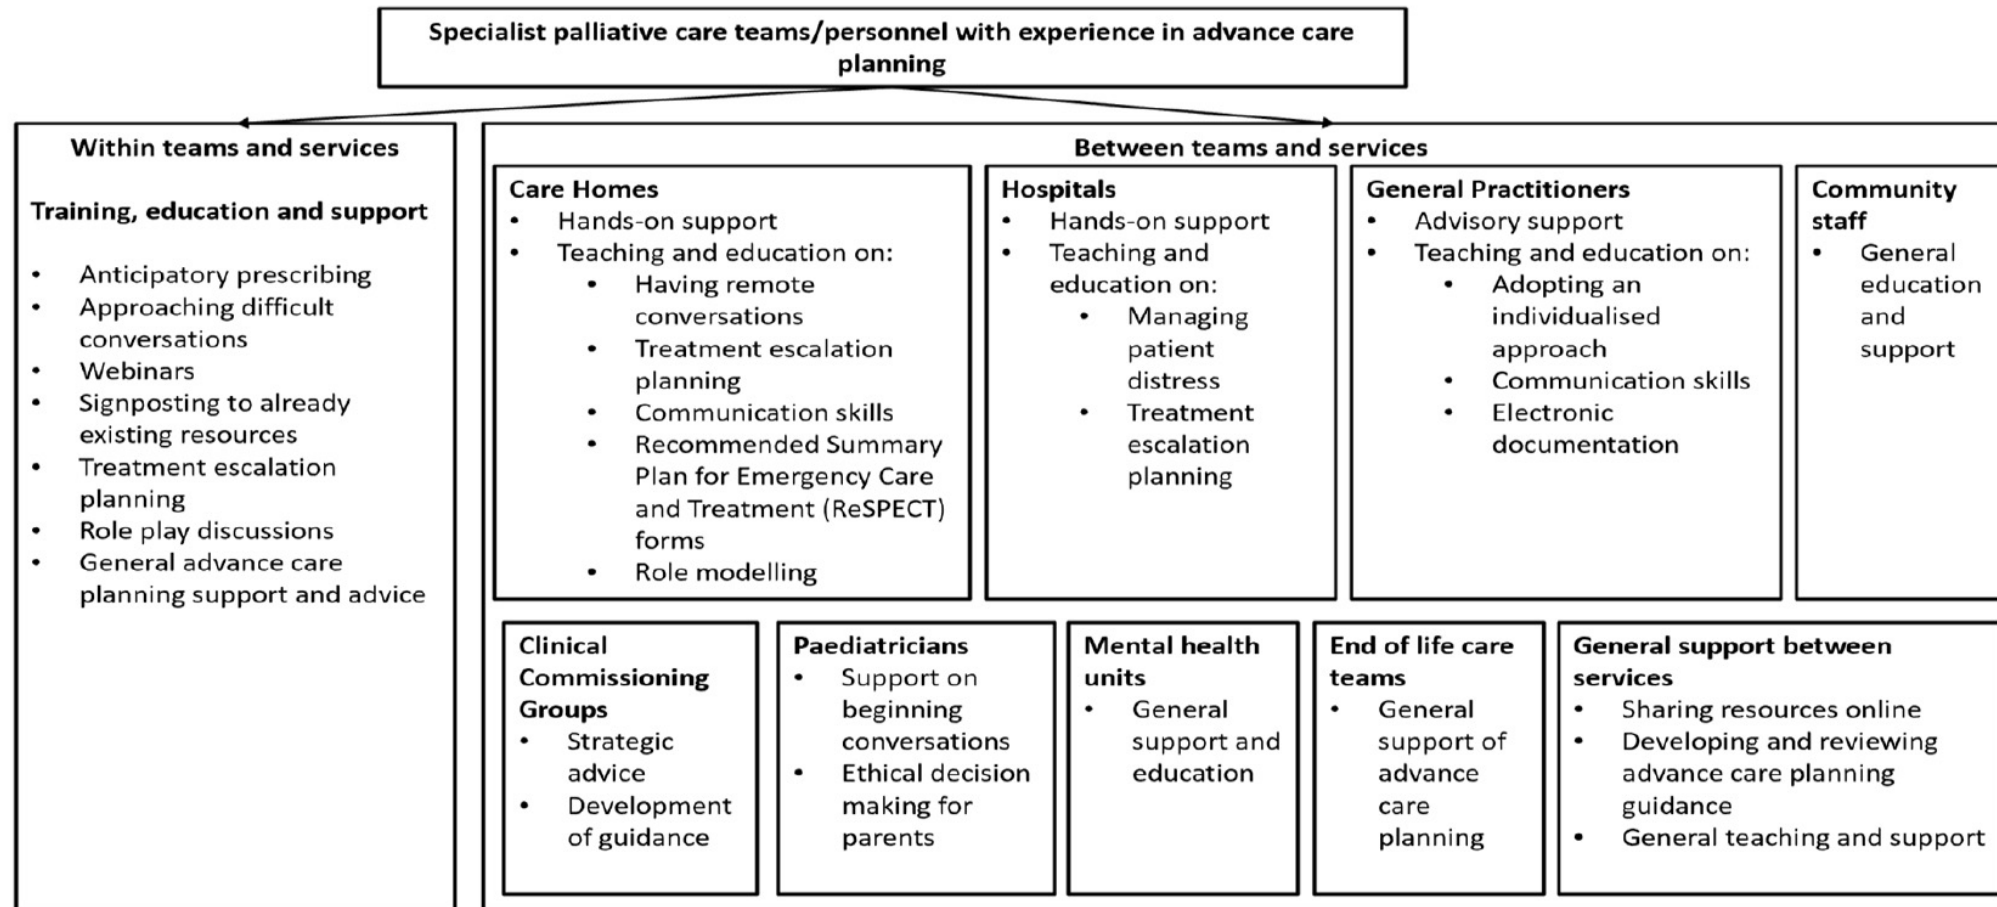 Specialist palliative care teams/personnel with experience in advance care
planning
Within teams and services
Training, education and support
• Anticipatory prescribing
• Approaching difficult
conversations
• Webinars
• Signposting to already
existing resources
• Treatment escalation
planning
• Role play discussions
• General advance care
planning support and advice
Between teams and services
Care Homes
• Hands-on support
• Teaching and education on:
• Having remote
conversations
• Treatment escalation
planning
• Communication skills
• Recommended Summary
Plan for Emergency Care
and Treatment (ReSPECT)
forms
• Role modelling
Hospitals
• Hands-on support
• Teaching and
education on:
• Managing
patient
distress
• Treatment
escalation
planning
General Practitioners
• Advisory support
• Teaching and education on:
• Adopting an
individualised
approach
• Communication skills
• Electronic
documentation
Community
staff
• General
education
and
support
Clinical
Commissioning
Groups
• Strategic
advice
• Development
of guidance
Paediatricians
• Support on
beginning
conversations
• Ethical decision
making for
parents
Mental health
units
• General
support and
education
End of life care
teams
• General
support of
advance
care
planning
General support between
services
• Sharing resources online
• Developing and reviewing
advance care planning
guidance
• General teaching and support